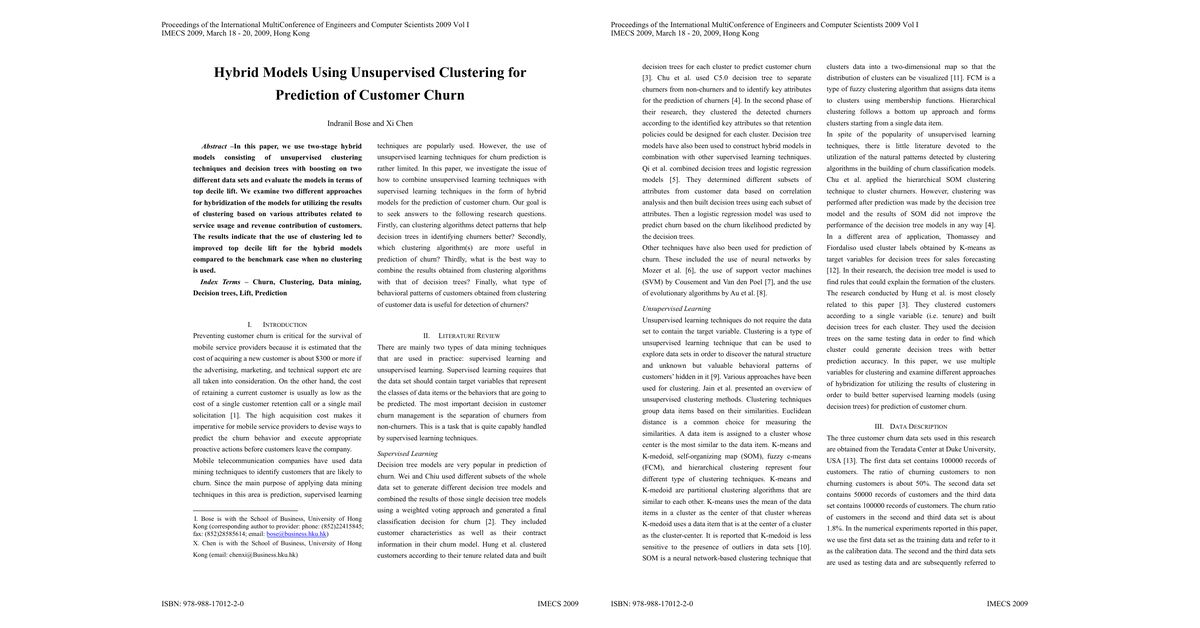 Proceedings of the International MultiConference of Engineers and Computer Scientists 2009 Vol I
IMECS 2009, March 18 - 20, 2009, Hong Kong
Hybrid Models Using Unsupervised Clustering for
Prediction of Customer Churn
Indranil Bose and Xi Chen
Abstract –In this paper, we use two-stage hybrid
models consisting of unsupervised clustering
techniques and decision trees with boosting on two
different data sets and evaluate the models in terms of
top decile lift. We examine two different approaches
for hybridization of the models for utilizing the results
of clustering based on various attributes related to
service usage and revenue contribution of customers.
The results indicate that the use of clustering led to
improved top decile lift for the hybrid models
compared to the benchmark case when no clustering
is used.
Index Terms – Churn, Clustering, Data mining,
Decision trees, Lift, Prediction
I. INTRODUCTION
Preventing customer churn is critical for the survival of
mobile service providers because it is estimated that the
cost of acquiring a new customer is about $300 or more if
the advertising, marketing, and technical support etc are
all taken into consideration. On the other hand, the cost
of retaining a current customer is usually as low as the
cost of a single customer retention call or a single mail
solicitation [1]. The high acquisition cost makes it
imperative for mobile service providers to devise ways to
predict the churn behavior and execute appropriate
proactive actions before customers leave the company.
Mobile telecommunication companies have used data
mining techniques to identify customers that are likely to
churn. Since the main purpose of applying data mining
techniques in this area is prediction, supervised learning
I. Bose is with the School of Business, University of Hong
Kong (corresponding author to provider: phone: (852)22415845;
fax: (852)28585614; email: bose@business.hku.hk)
X. Chen is with the School of Business, University of Hong
Kong (email: chenxi@Business.hku.hk)
techniques are popularly used. However, the use of
unsupervised learning techniques for churn prediction is
rather limited. In this paper, we investigate the issue of
how to combine unsupervised learning techniques with
supervised learning techniques in the form of hybrid
models for the prediction of customer churn. Our goal is
to seek answers to the following research questions.
Firstly, can clustering algorithms detect patterns that help
decision trees in identifying churners better? Secondly,
which clustering algorithm(s) are more useful in
prediction of churn? Thirdly, what is the best way to
combine the results obtained from clustering algorithms
with that of decision trees? Finally, what type of
behavioral patterns of customers obtained from clustering
of customer data is useful for detection of churners?
II. LITERATURE REVIEW
There are mainly two types of data mining techniques
that are used in practice: supervised learning and
unsupervised learning. Supervised learning requires that
the data set should contain target variables that represent
the classes of data items or the behaviors that are going to
be predicted. The most important decision in customer
churn management is the separation of churners from
non-churners. This is a task that is quite capably handled
by supervised learning techniques.
Supervised Learning
Decision tree models are very popular in prediction of
churn. Wei and Chiu used different subsets of the whole
data set to generate different decision tree models and
combined the results of those single decision tree models
using a weighted voting approach and generated a final
classification decision for churn [2]. They included
customer characteristics as well as their contract
information in their churn model. Hung et al. clustered
customers according to their tenure related data and built
ISBN: 978-988-17012-2-0
IMECS 2009
Proceedings of the International MultiConference of Engineers and Computer Scientists 2009 Vol I
IMECS 2009, March 18 - 20, 2009, Hong Kong
decision trees for each cluster to predict customer churn
[3]. Chu et al. used C5.0 decision tree to separate
churners from non-churners and to identify key attributes
for the prediction of churners [4]. In the second phase of
their research, they clustered the detected churners
according to the identified key attributes so that retention
policies could be designed for each cluster. Decision tree
models have also been used to construct hybrid models in
combination with other supervised learning techniques.
Qi et al. combined decision trees and logistic regression
models [5]. They determined different subsets of
attributes from customer data based on correlation
analysis and then built decision trees using each subset of
attributes. Then a logistic regression model was used to
predict churn based on the churn likelihood predicted by
the decision trees.
Other techniques have also been used for prediction of
churn. These included the use of neural networks by
Mozer et al. [6], the use of support vector machines
(SVM) by Cousement and Van den Poel [7], and the use
of evolutionary algorithms by Au et al. [8].
Unsupervised Learning
Unsupervised learning techniques do not require the data
set to contain the target variable. Clustering is a type of
unsupervised learning technique that can be used to
explore data sets in order to discover the natural structure
and unknown but valuable behavioral patterns of
customers' hidden in it [9]. Various approaches have been
used for clustering. Jain et al. presented an overview of
unsupervised clustering methods. Clustering techniques
group data items based on their similarities. Euclidean
distance is a common choice for measuring the
similarities. A data item is assigned to a cluster whose
center is the most similar to the data item. K-means and
K-medoid, self-organizing map (SOM), fuzzy c-means
(FCM), and hierarchical clustering represent four
different type of clustering techniques. K-means and
K-medoid are partitional clustering algorithms that are
similar to each other. K-means uses the mean of the data
items in a cluster as the center of that cluster whereas
K-medoid uses a data item that is at the center of a cluster
as the cluster-center. It is reported that K-medoid is less
sensitive to the presence of outliers in data sets [10].
SOM is a neural network-based clustering technique that
clusters data into a two-dimensional map so that the
distribution of clusters can be visualized [11]. FCM is a
type of fuzzy clustering algorithm that assigns data items
to clusters using membership functions. Hierarchical
clustering follows a bottom up approach and forms
clusters starting from a single data item.
In spite of the popularity of unsupervised learning
techniques, there is little literature devoted to the
utilization of the natural patterns detected by clustering
algorithms in the building of churn classification models.
Chu et al. applied the hierarchical SOM clustering
technique to cluster churners. However, clustering was
performed after prediction was made by the decision tree
model and the results of SOM did not improve the
performance of the decision tree models in any way [4].
In a different area of application, Thomassey and
Fiordaliso used cluster labels obtained by K-means as
target variables for decision trees for sales forecasting
[12]. In their research, the decision tree model is used to
find rules that could explain the formation of the clusters.
The research conducted by Hung et al. is most closely
related to this paper [3]. They clustered customers
according to a single variable (i.e. tenure) and built
decision trees for each cluster. They used the decision
trees on the same testing data in order to find which
cluster could generate decision trees with better
prediction accuracy. In this paper, we use multiple
variables for clustering and examine different approaches
of hybridization for utilizing the results of clustering in
order to build better supervised learning models (using
decision trees) for prediction of customer churn.
III. DATA DESCRIPTION
The three customer churn data sets used in this research
are obtained from the Teradata Center at Duke University,
USA [13]. The first data set contains 100000 records of
customers. The ratio of churning customers to non
churning customers is about 50%. The second data set
contains 50000 records of customers and the third data
set contains 100000 records of customers. The churn ratio
of customers in the second and third data set is about
1.8%. In the numerical experiments reported in this paper,
we use the first data set as the training data and refer to it
as the calibration data. The second and the third data sets
are used as testing data and are subsequently referred to
ISBN: 978-988-17012-2-0
IMECS 2009